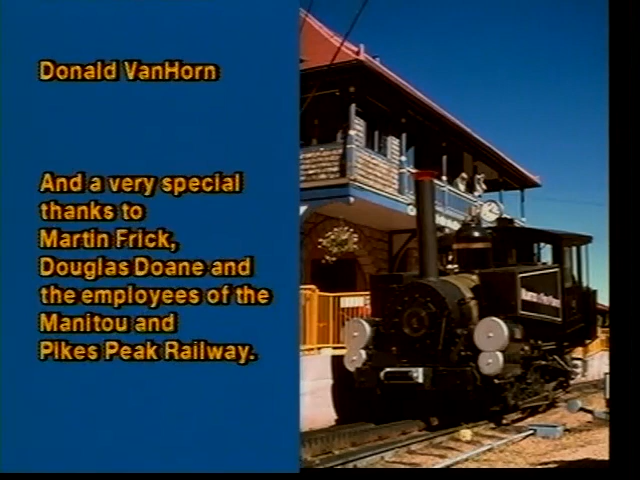 Donald VanHorn
And a very special
thanks to
Martin Frick,
Douglas Doane and
the employees of the
Manitou and
Pikes Peak Railway.